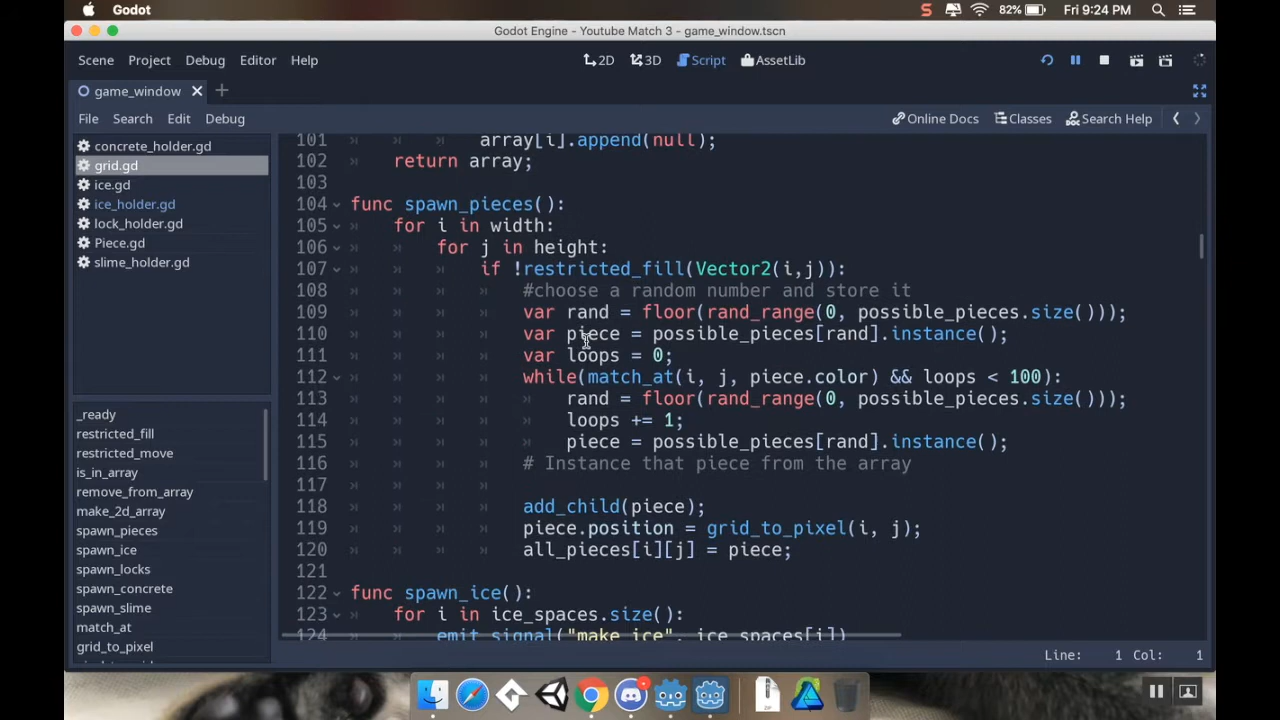 Godot
82%
Fri 9:24 PM
Godot Engine - Youtube Match 3 - game_window.tscn
Scene Project Debug Editor Help
2D 3D Script AssetLib
game_window
File Search Edit Debug
Online Docs Classes Search Help
concrete_holder.gd
grid.gd
ice.gd
ice_holder.gd
lock_holder.gd
Piece.gd
slime_holder.gd
_ready
restricted_fill
restricted_move
is_in_array
remove_from_array
make_2d_array
spawn_pieces
spawn_ice
spawn_locks
spawn_concrete
spawn_slime
match_at
grid_to_pixel
101 array[i].append(null);
102 return array;
103
104 func spawn_pieces():
105 for i in width:
106 for j in height:
107 if !restricted_fill(Vector2(i,j)):
108 #choose a random number and store it
109 var rand = floor(rand_range(0, possible_pieces.size()));
110 var piece = possible_pieces[rand].instance();
111 var loops = 0;
112 while(match_at(i, j, piece.color) && loops < 100):
113 rand = floor(rand_range(0, possible_pieces.size()));
114 loops += 1;
115 piece = possible_pieces[rand].instance();
116 # Instance that piece from the array
117
118 add_child(piece);
119 piece.position = grid_to_pixel(i, j);
120 all_pieces[i][j] = piece;
121
122 func spawn_ice():
123 for i in ice_spaces.size():
124 emit_signal("make_ice", ice_spaces[i])
Line: 1 Col: 1